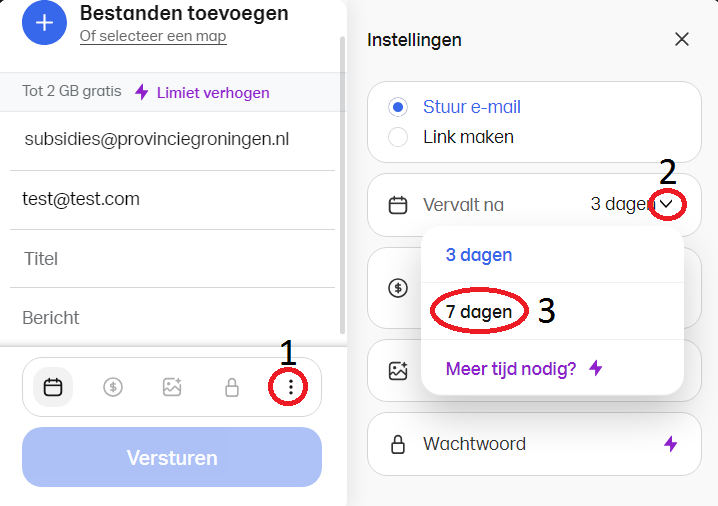 Bestanden toevoegen
Of selecteer een map
Tot 2 GB gratis Limiet verhogen
subsidies@provinciegroningen.nl
test@test.com
Titel
Bericht
1
Versturen
Instellingen
Stuur e-mail
Link maken
2
Vervalt na 3 dagen
3 dagen
7 dagen 3
Meer tijd nodig?
Wachtwoord